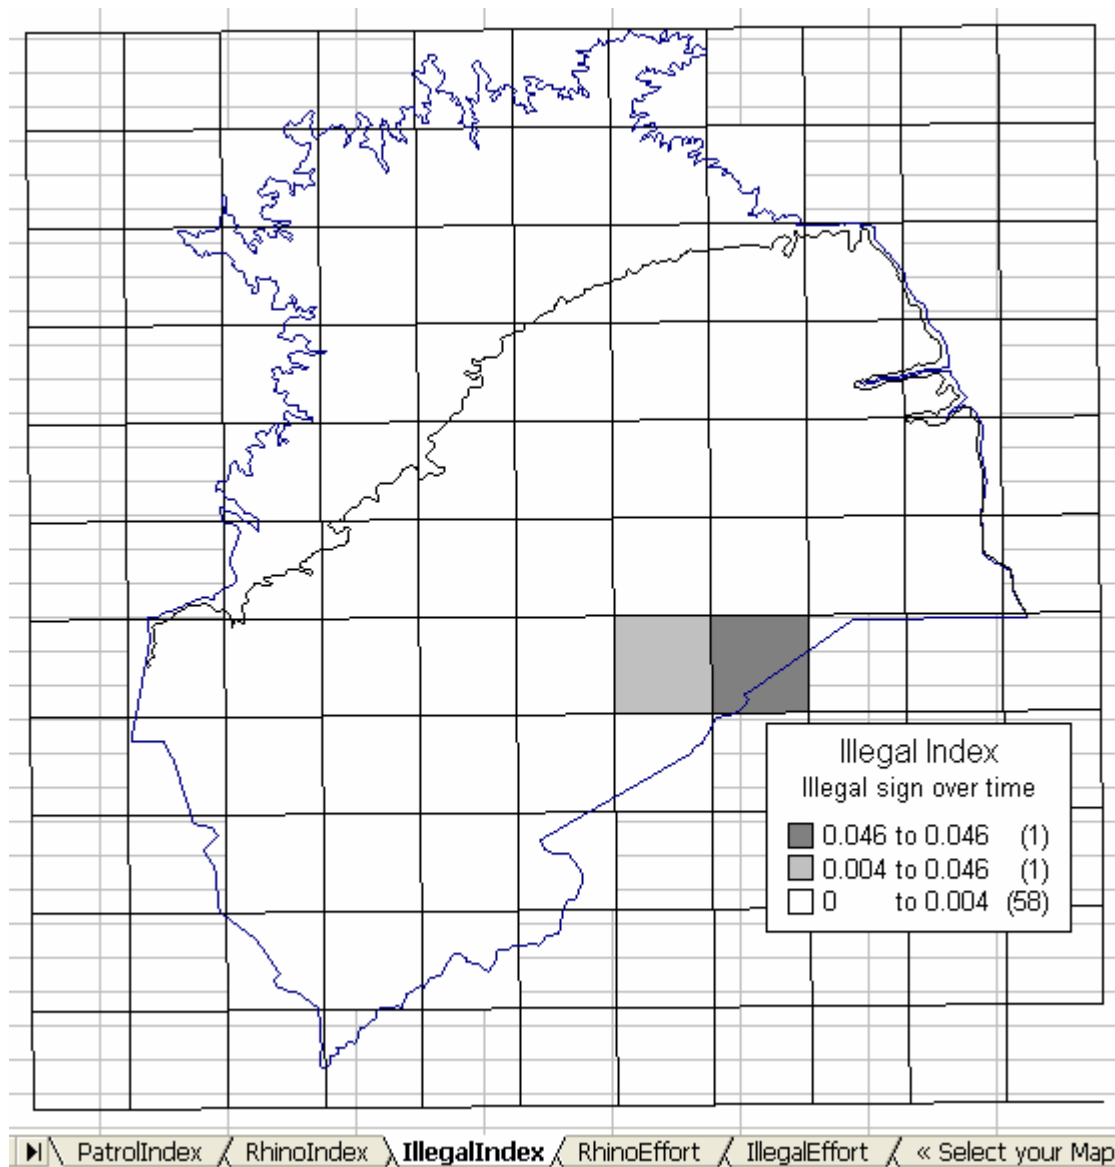 Illegal Index
Illegal sign over time
0.046 to 0.046 (1)
0.004 to 0.046 (1)
0 to 0.004 (58)
PatrolIndex / RhinoIndex \ IllegalIndex / RhinoEffort / IllegalEffort / « Select your Map